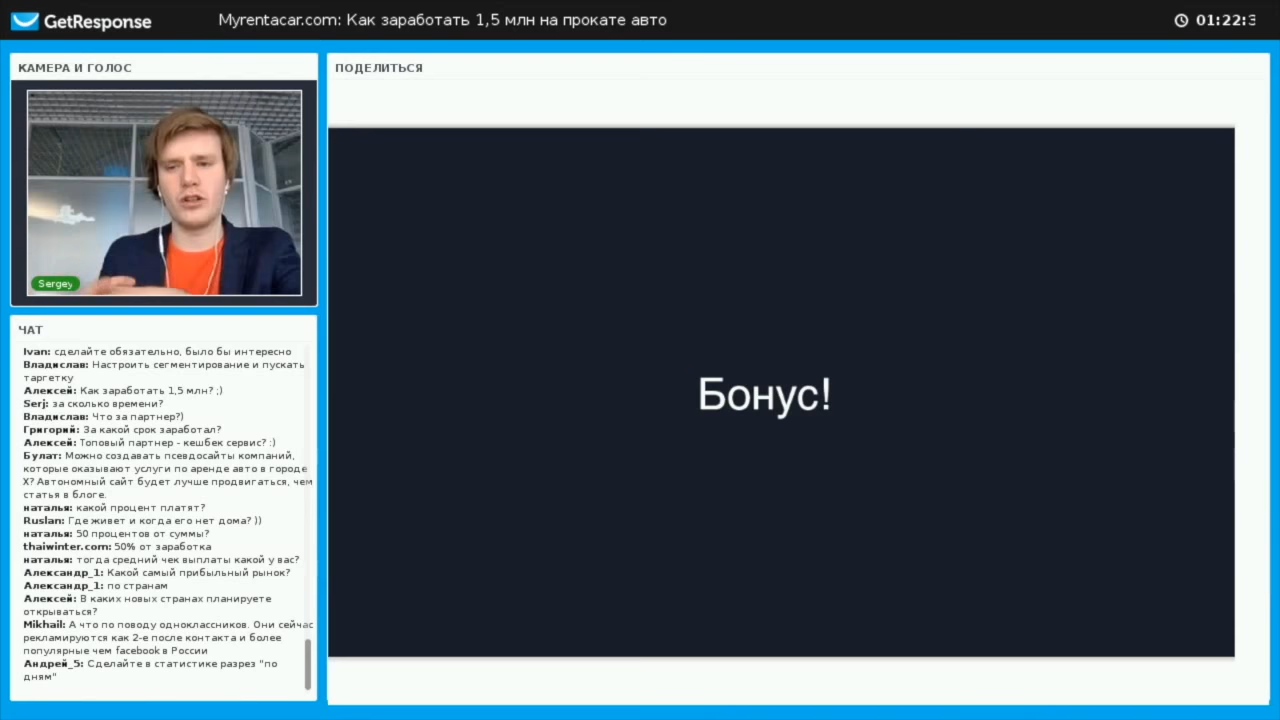 GetResponse
Myrentacar.com: Как заработать 1,5 млн на прокате авто
01:22:3
КАМЕРА И ГОЛОС
Sergey
ЧАТ
Ivan: сделайте обязательно, было бы интересно
Владислав: Настроить сегментирование и пускать
таргетку
Алексей: Как заработать 1,5 млн? ;)
Serj: за сколько времени?
Владислав: Что за партнер?)
Григорий: За какой срок заработал?
Алексей: Топовый партнер - кешбек сервис? :)
Булат: Можно создавать псевдосайты компаний,
которые оказывают услуги по аренде авто в городе
X? Автономный сайт будет лучше продвигаться, чем
статья в блоге.
наталья: какой процент платят?
Ruslan: Где живет и когда его нет дома? ))
наталья: 50 процентов от суммы?
thaiwinter.com: 50% от заработка
наталья: тогда средний чек выплаты какой у вас?
Александр_1: Какой самый прибыльный рынок?
Александр_1: по странам
Алексей: В каких новых странах планируете
открываться?
Mikhail: А что по поводу одноклассников. Они сейчас
рекламируются как 2-е после контакта и более
популярные чем facebook в России
Андрей_5: Сделайте в статистике разрез "по
дням"
ПОДЕЛИТЬСЯ
Бонус!